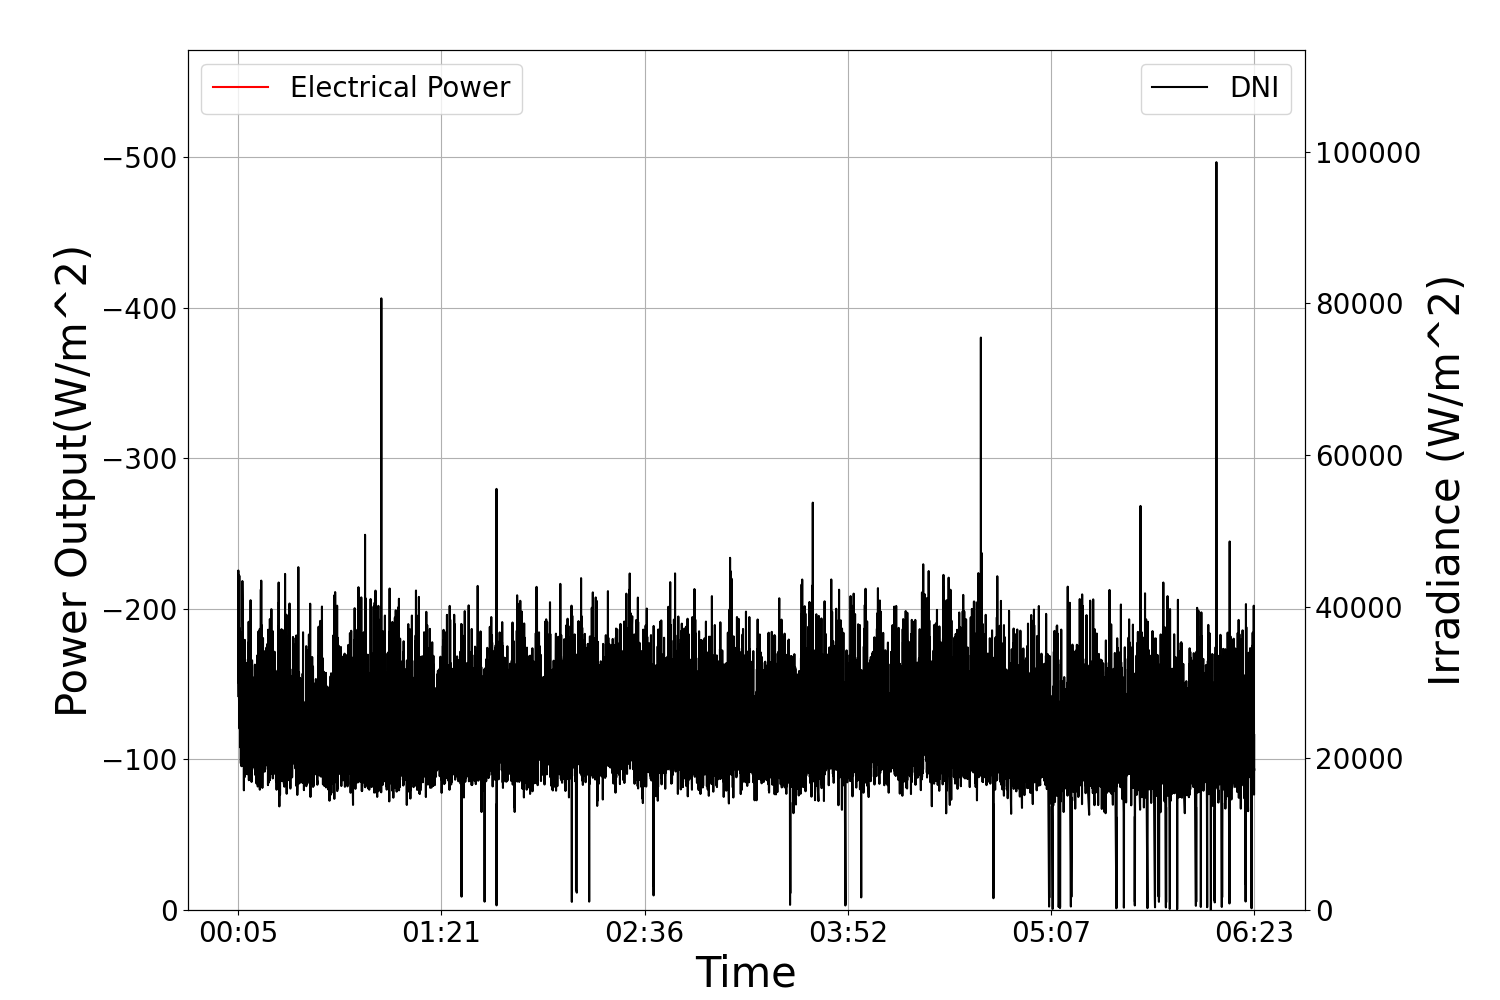 Electrical Power
DNI
−500
−400
−300
−200
−100
0
Power Output(W/m^2)
100000
80000
60000
40000
20000
0
Irradiance (W/m^2)
00:05 01:21 02:36 03:52 05:07 06:23
Time